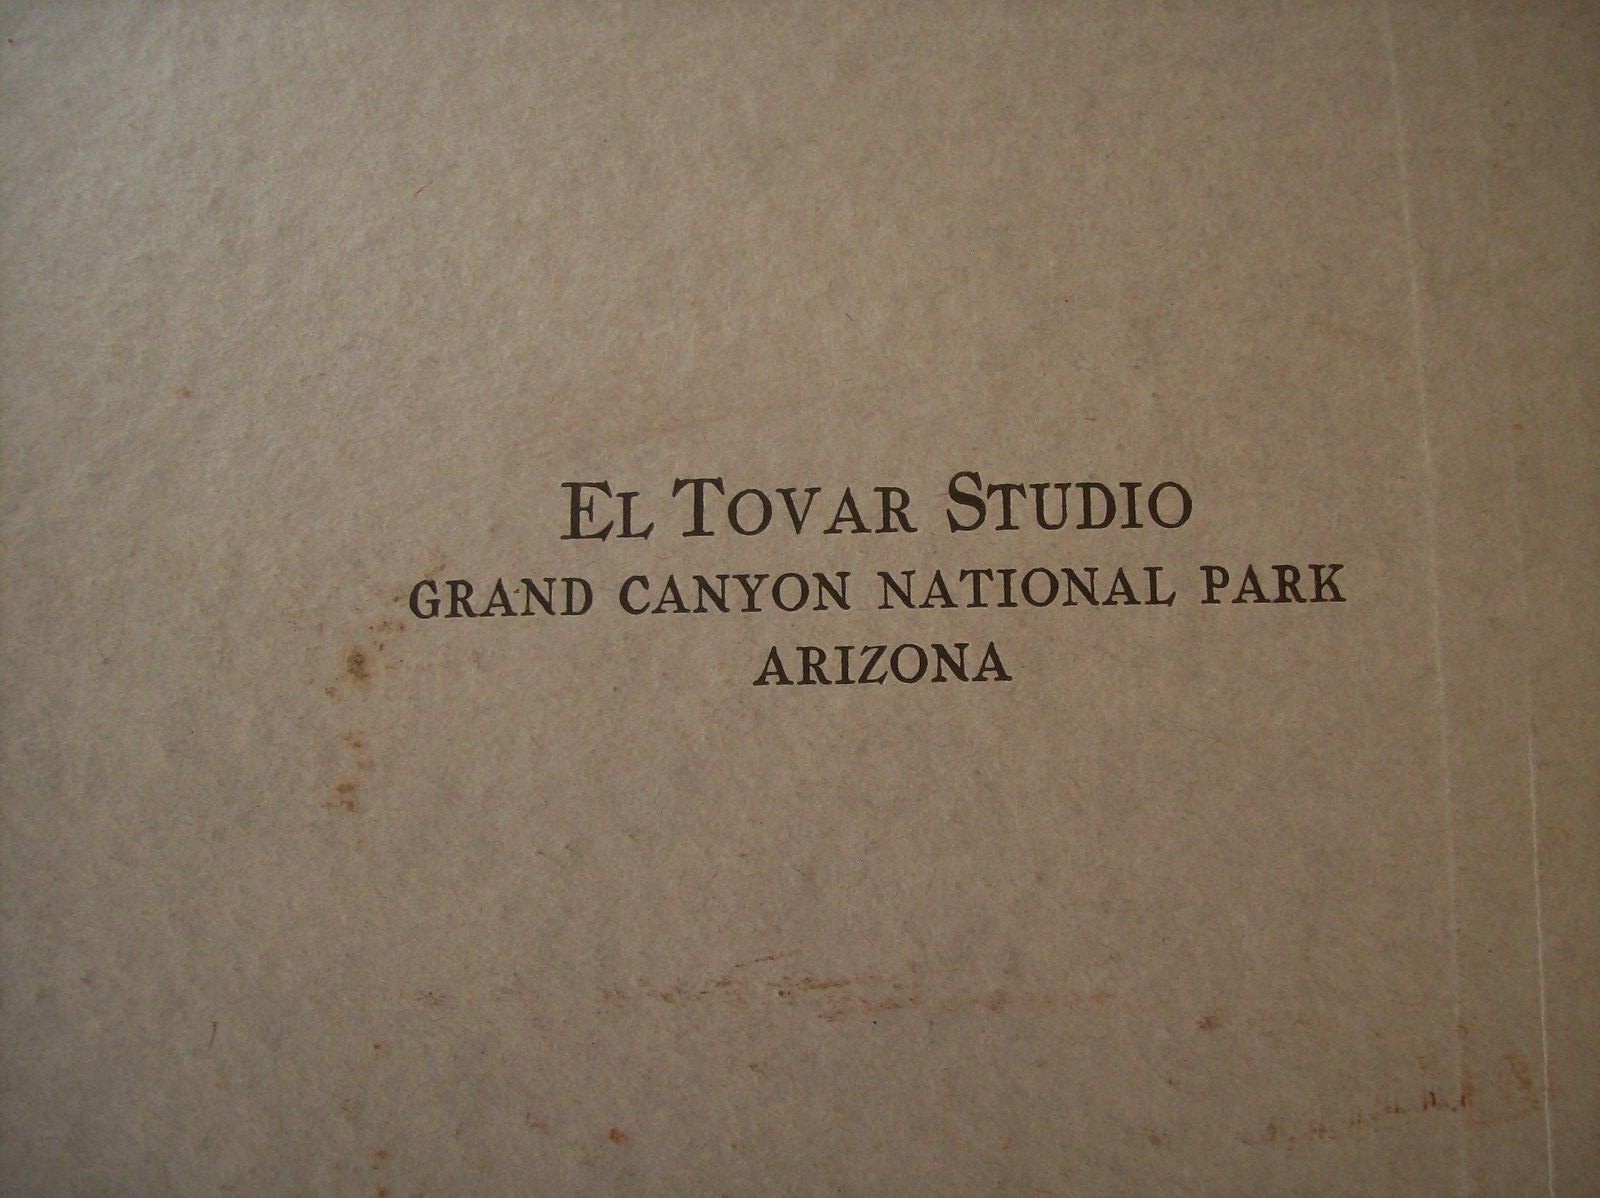 El Tovar Studio
GRAND CANYON NATIONAL PARK
ARIZONA